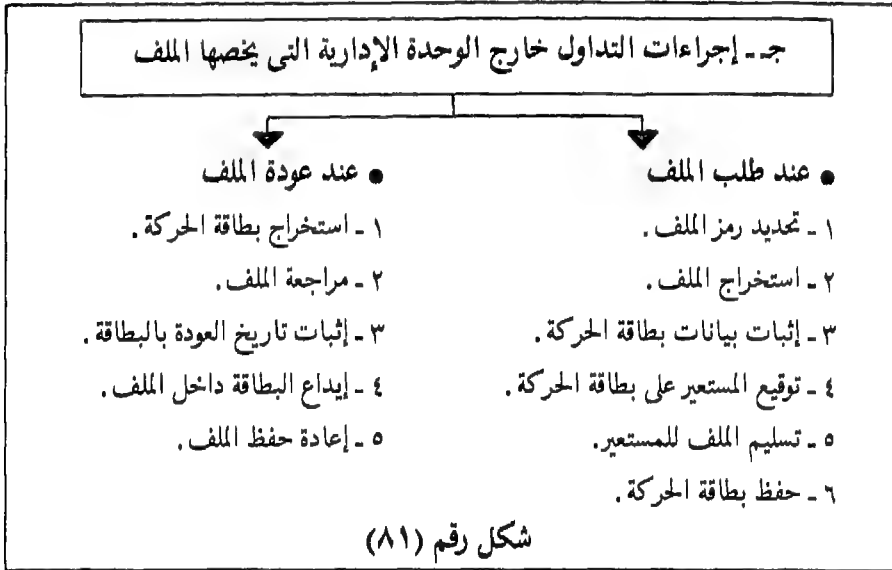 جـ - إجراءات التداول خارج الوحدة الإدارية التى يخصها الملف
● عند طلب الملف
١ - تحديد رمز الملف.
٢ - استخراج الملف.
٣ - إثبات بيانات بطاقة الحركة.
٤ - توقيع المستعير على بطاقة الحركة.
٥ - تسليم الملف للمستعير.
٦ - حفظ بطاقة الحركة.
● عند عودة الملف
١ - استخراج بطاقة الحركة.
٢ - مراجعة الملف.
٣ - إثبات تاريخ العودة بالبطاقة.
٤ - إيداع البطاقة داخل الملف.
٥ - إعادة حفظ الملف.
شكل رقم (٨١)